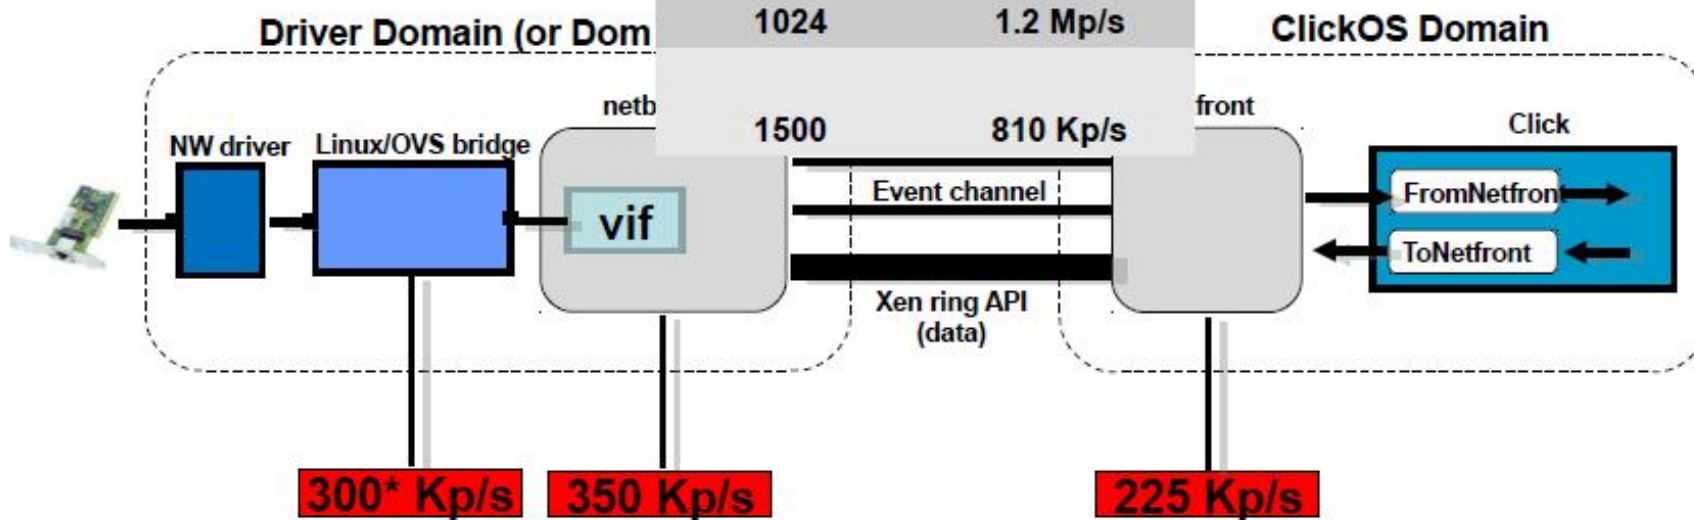 Driver Domain (or Dom
1024 1.2 Mp/s
ClickOS Domain
netb
1500 810 Kp/s
front
Click
NW driver
Linux/OVS bridge
vif
Event channel
FromNetfront
ToNetfront
Xen ring API
(data)
300* Kp/s
350 Kp/s
225 Kp/s